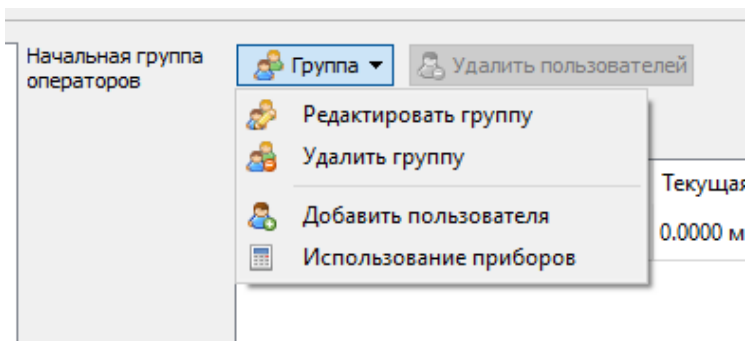 Начальная группа
операторов
Группа
Удалить пользователей
Редактировать группу
Удалить группу
Добавить пользователя
Использование приборов
Текущая
0.0000 м